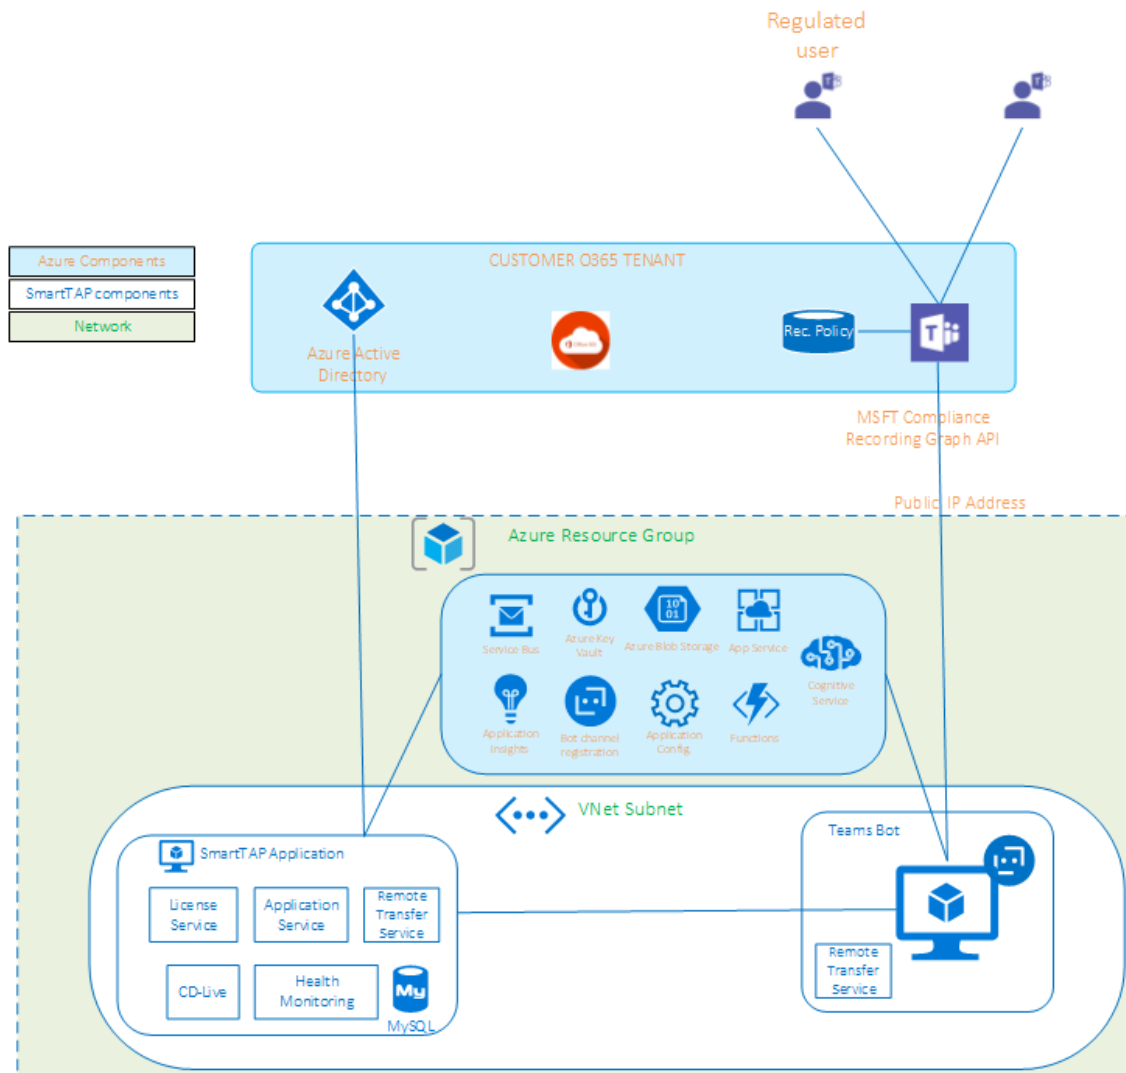 Regulated
user
Azure Components
SmartTAP components
Network
CUSTOMER O365 TENANT
Azure Active
Directory
Rec. Policy
MSFT Compliance
Recording Graph API
Public IP Address
Azure Resource Group
Service Bus
Azure Key
Vault
10
01
Azure Blob Storage
App Service
Cognitive
Service
Application
Insights
Bot channel
registration
Application
Config.
Functions
VNet Subnet
SmartTAP Application
License
Service
Application
Service
Remote
Transfer
Service
CD-Live
Health
Monitoring
My
MySQL
Teams Bot
Remote
Transfer
Service